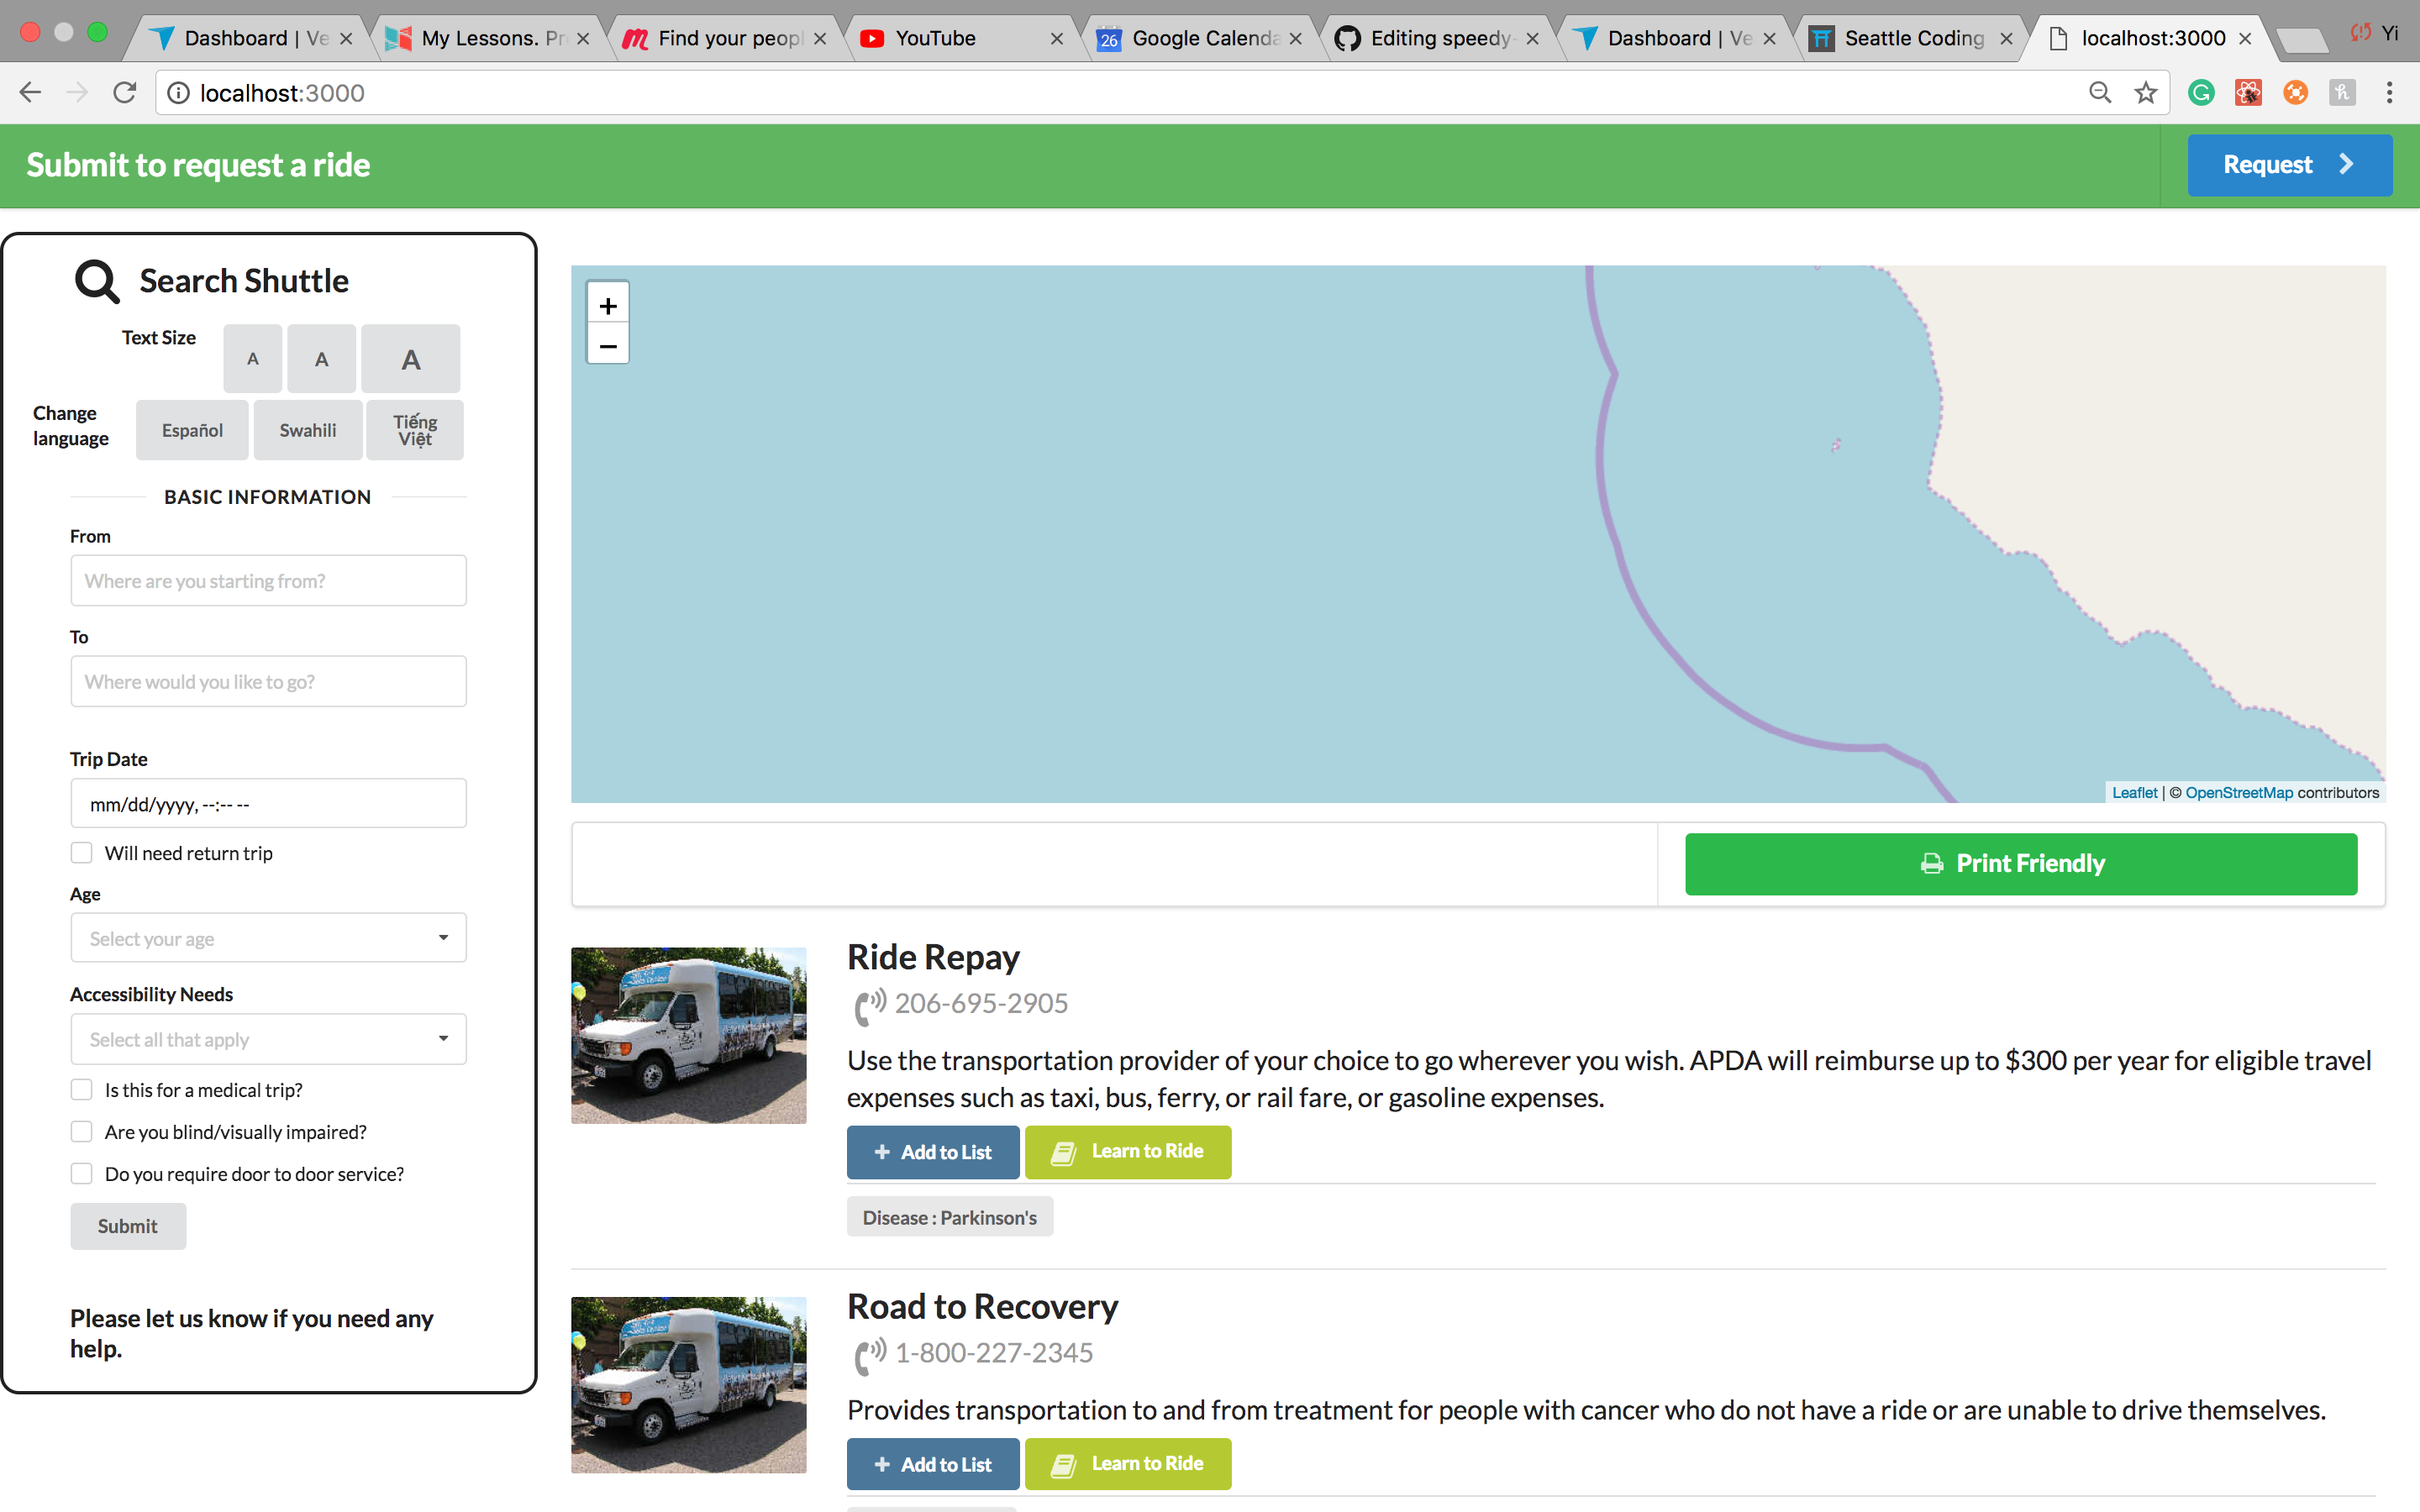 Dashboard | Ve
My Lessons. Pr
Find your peopl
YouTube
26
Google Calenda
Editing speedy-
Dashboard | Ve
Seattle Coding
localhost:3000
Yi
localhost:3000
Submit to request a ride
Request
Search Shuttle
Text Size
A
A
A
Change
language
Español
Swahili
Tiếng
Việt
BASIC INFORMATION
From
Where are you starting from?
To
Where would you like to go?
Trip Date
mm/dd/yyyy, --:-- --
Will need return trip
Age
Select your age
Accessibility Needs
Select all that apply
Is this for a medical trip?
Are you blind/visually impaired?
Do you require door to door service?
Submit
Please let us know if you need any
help.
+
−
Leaflet | © OpenStreetMap contributors
Print Friendly
Ride Repay
206-695-2905
Use the transportation provider of your choice to go wherever you wish. APDA will reimburse up to $300 per year for eligible travel
expenses such as taxi, bus, ferry, or rail fare, or gasoline expenses.
+ Add to List
Learn to Ride
Disease : Parkinson's
Road to Recovery
1-800-227-2345
Provides transportation to and from treatment for people with cancer who do not have a ride or are unable to drive themselves.
+ Add to List
Learn to Ride